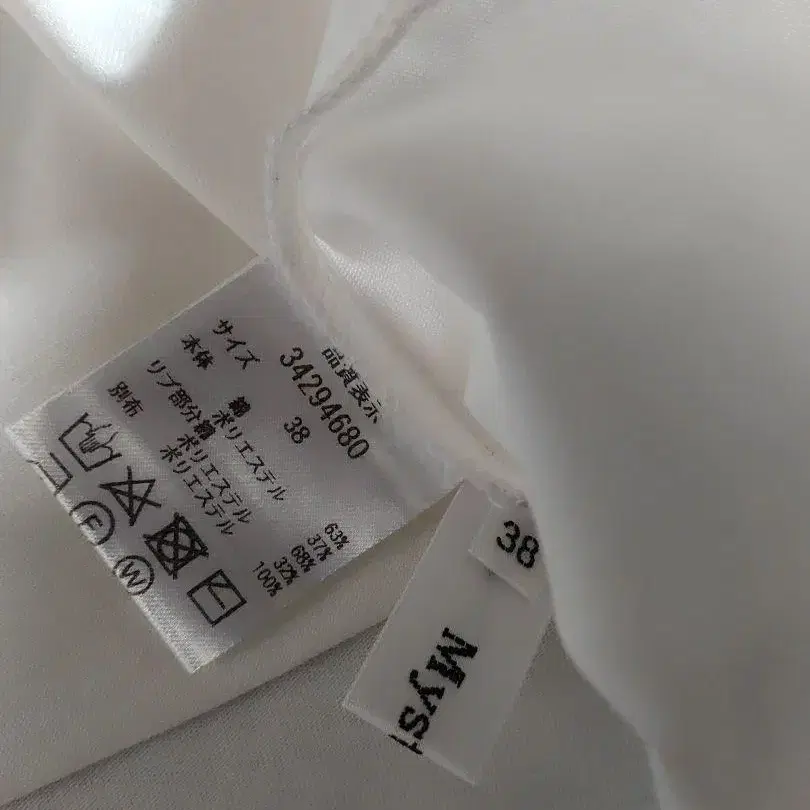 品質表示
34294680
サイズ 38
本体 綿 63%
ポリエステル 37%
リブ部分綿 68%
ポリエステル 32%
別布 ポリエステル 100%
F
W
38
Myst